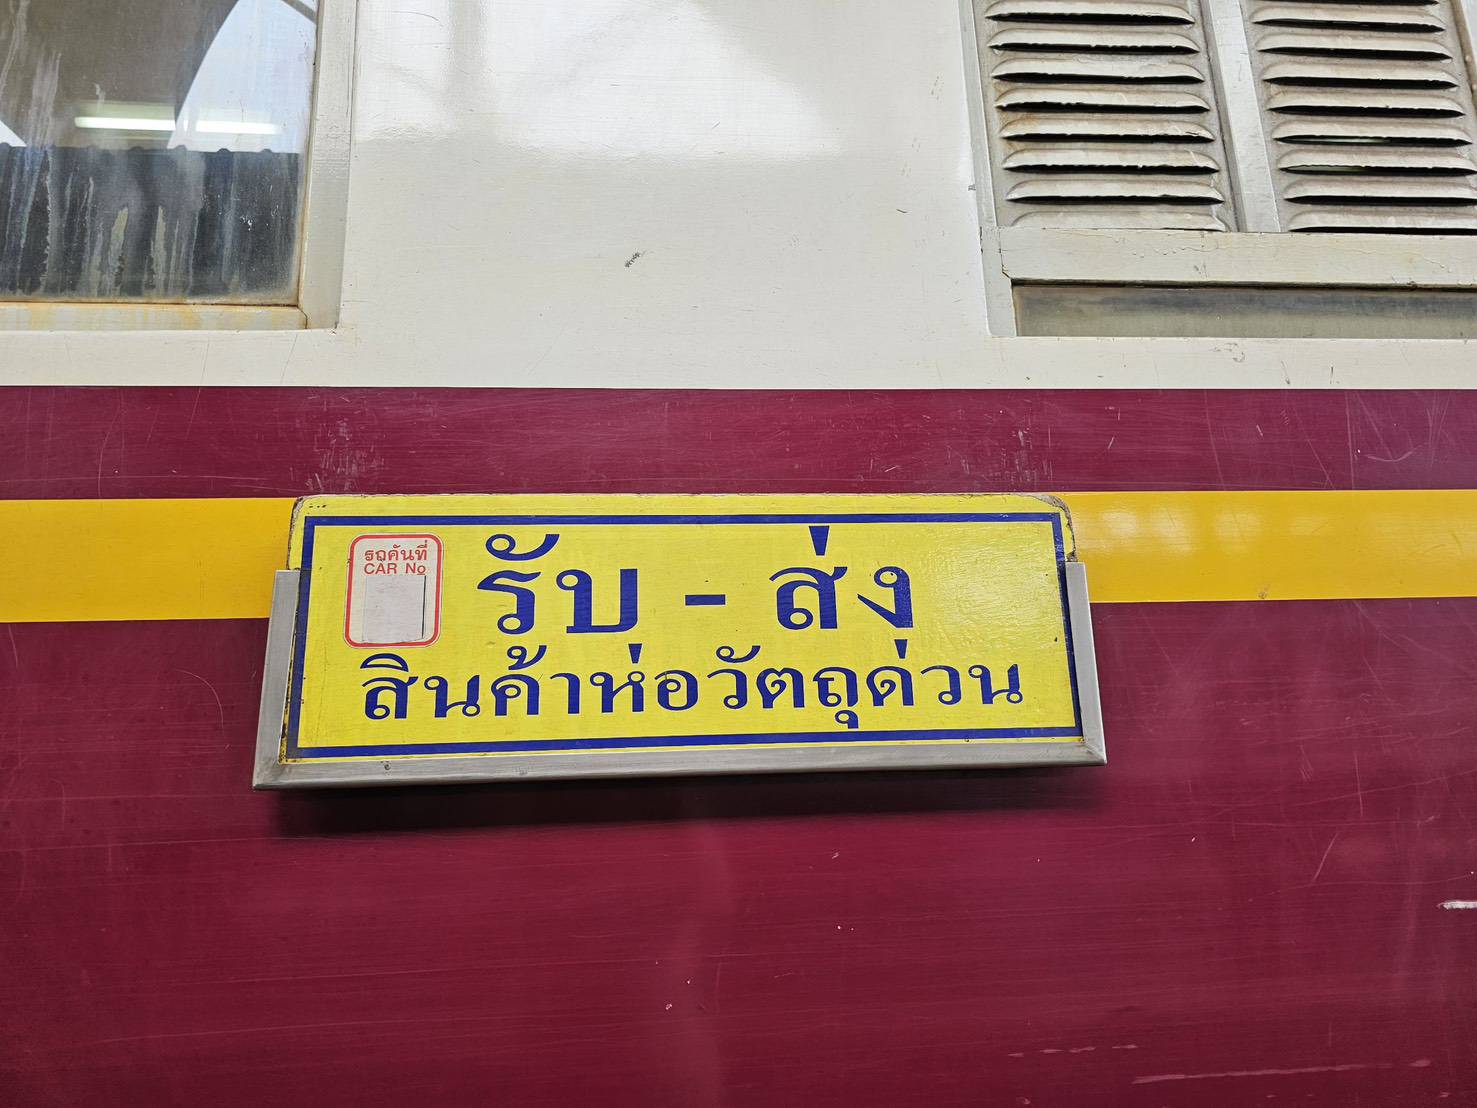 รถคันที่
CAR No
รับ - ส่ง
สินค้าห่อวัตถุด่วน